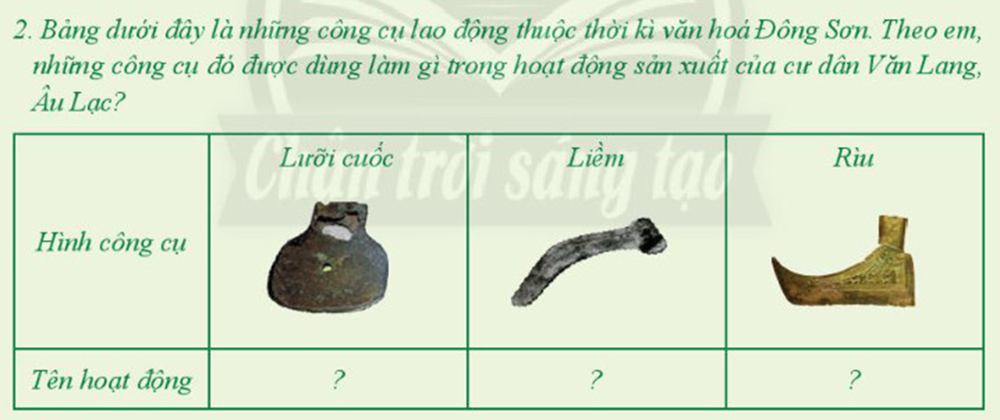 2. Bảng dưới đây là những công cụ lao động thuộc thời kì văn hoá Đông Sơn. Theo em,
những công cụ đó được dùng làm gì trong hoạt động sản xuất của cư dân Văn Lang,
Âu Lạc?
Chân trời sáng tạo
Hình công cụ
Lưỡi cuốc
Liềm
Rìu
Tên hoạt động
?
?
?